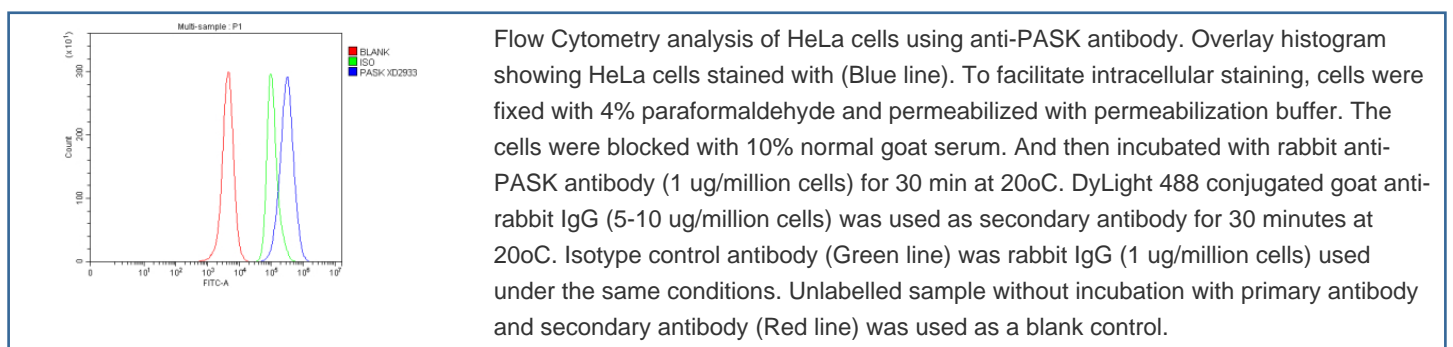 Multi-sample : P1
(x 10¹)
300
200
100
0
Count
0 10¹ 10² 10³ 10⁴ 10⁵ 10⁶ 10⁷
FITC-A
BLANK
ISO
PASK XD2933
Flow Cytometry analysis of HeLa cells using anti-PASK antibody. Overlay histogram
showing HeLa cells stained with (Blue line). To facilitate intracellular staining, cells were
fixed with 4% paraformaldehyde and permeabilized with permeabilization buffer. The
cells were blocked with 10% normal goat serum. And then incubated with rabbit anti-
PASK antibody (1 ug/million cells) for 30 min at 20oC. DyLight 488 conjugated goat anti-
rabbit IgG (5-10 ug/million cells) was used as secondary antibody for 30 minutes at
20oC. Isotype control antibody (Green line) was rabbit IgG (1 ug/million cells) used
under the same conditions. Unlabelled sample without incubation with primary antibody
and secondary antibody (Red line) was used as a blank control.